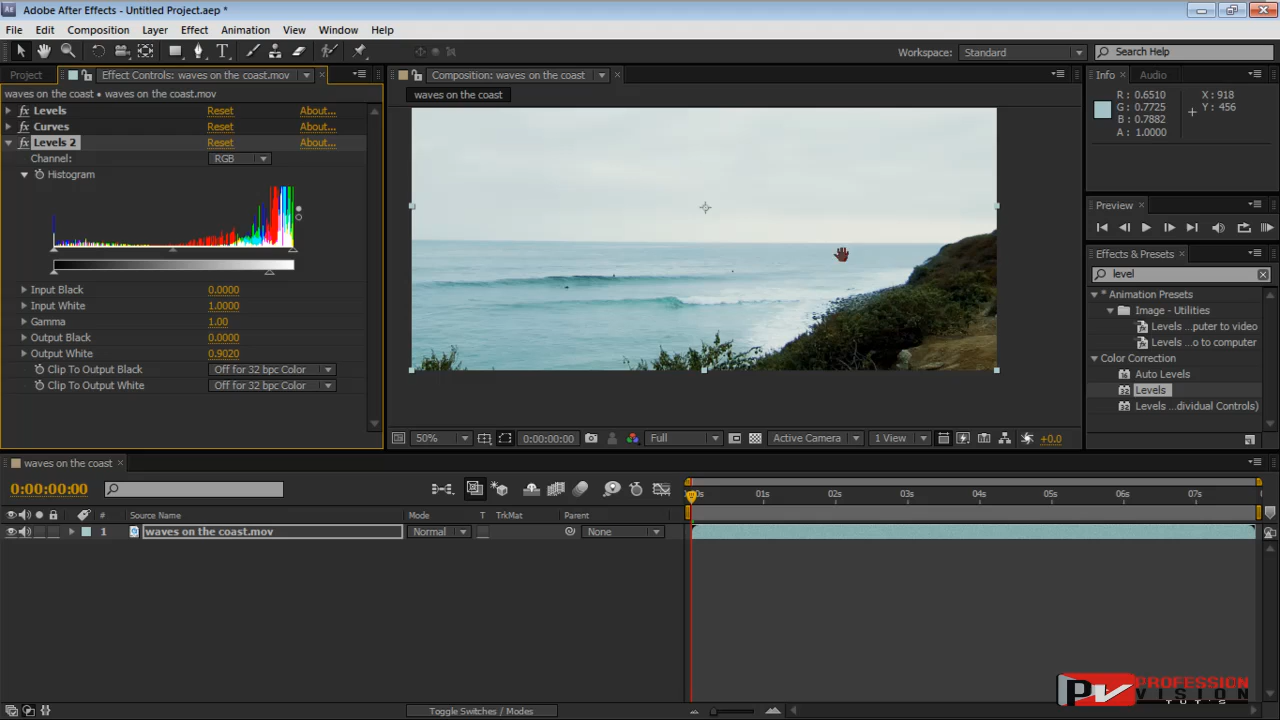 Adobe After Effects - Untitled Project.aep *
File Edit Composition Layer Effect Animation View Window Help
Workspace: Standard Search Help
Project Effect Controls: waves on the coast.mov Composition: waves on the coast Info Audio
waves on the coast • waves on the coast.mov
waves on the coast
R: 0.6510 X: 918
G: 0.7725 Y: 456
B: 0.7882
A: 1.0000
fx Levels Reset About...
fx Curves Reset About...
fx Levels 2 Reset About...
Channel: RGB
Histogram
Input Black 0.0000
Input White 1.0000
Gamma 1.00
Output Black 0.0000
Output White 0.9020
Clip To Output Black Off for 32 bpc Color
Clip To Output White Off for 32 bpc Color
Preview
Effects & Presets
level
* Animation Presets
Image - Utilities
Levels ...puter to video
Levels ...o to computer
Color Correction
Auto Levels
Levels
Levels ...dividual Controls)
50% 0:00:00:00 Full Active Camera 1 View +0.0
waves on the coast
0:00:00:00
01s 02s 03s 04s 05s 06s 07s
# Source Name Mode T TrkMat Parent
1 waves on the coast.mov Normal None
Toggle Switches / Modes
PV PROFESSION
VISION
TUT'S